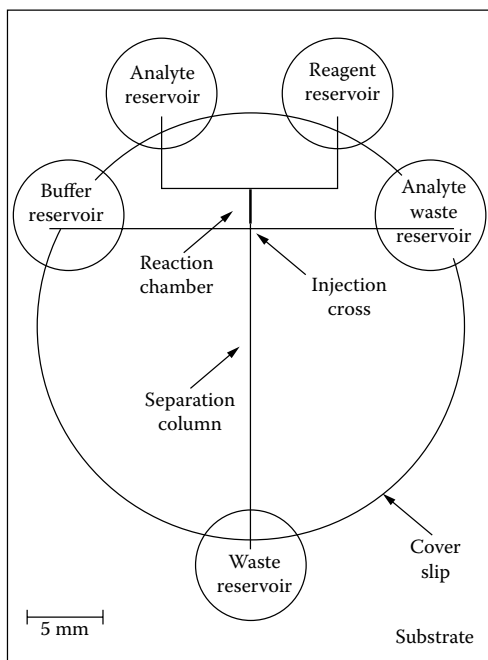 Analyte
reservoir
Reagent
reservoir
Buffer
reservoir
Analyte
waste
reservoir
Reaction
chamber
Injection
cross
Separation
column
Cover
slip
Waste
reservoir
5 mm
Substrate